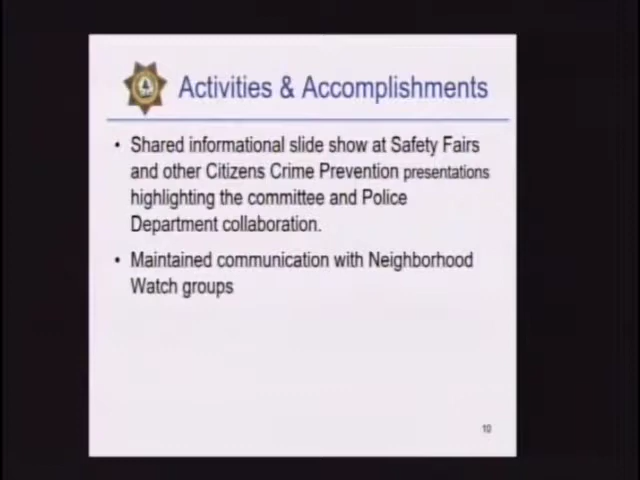 Activities & Accomplishments
• Shared informational slide show at Safety Fairs
and other Citizens Crime Prevention presentations
highlighting the committee and Police
Department collaboration.
• Maintained communication with Neighborhood
Watch groups
10